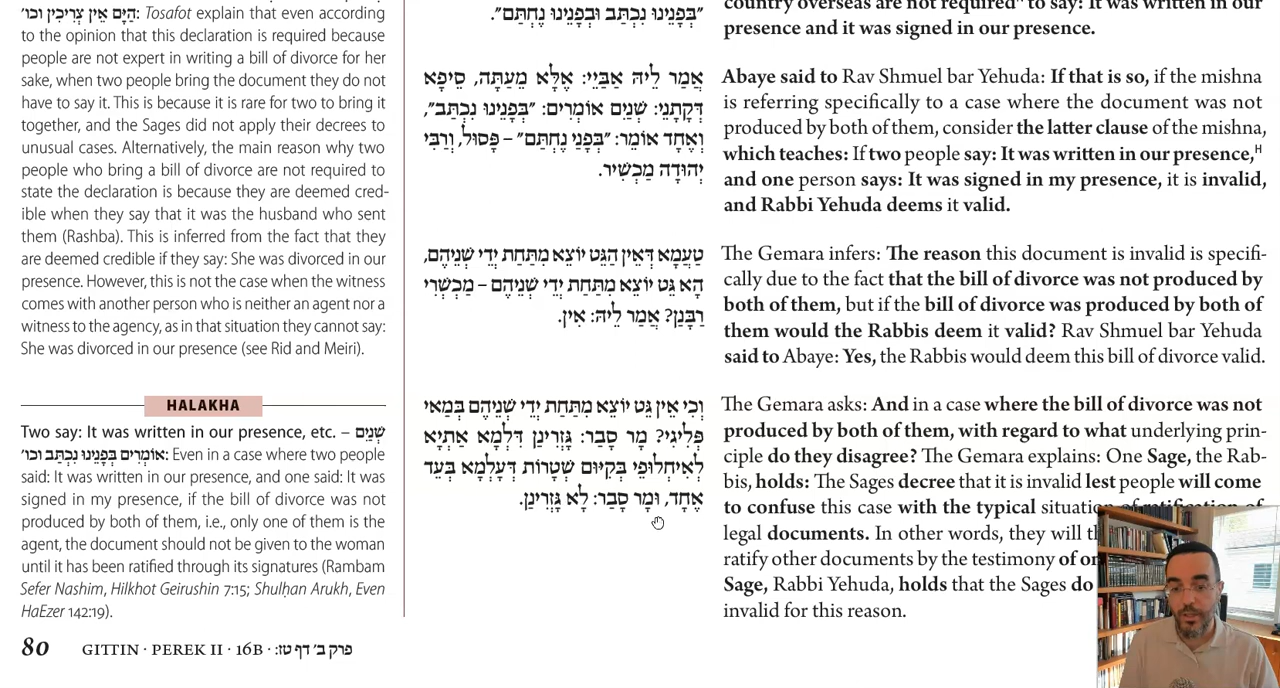 הַיָּם אֵין צְרִיכִין וכו׳: Tosafot explain that even according
to the opinion that this declaration is required because
people are not expert in writing a bill of divorce for her
sake, when two people bring the document they do not
have to say it. This is because it is rare for two to bring it
together, and the Sages did not apply their decrees to
unusual cases. Alternatively, the main reason why two
people who bring a bill of divorce are not required to
state the declaration is because they are deemed cred-
ible when they say that it was the husband who sent
them (Rashba). This is inferred from the fact that they
are deemed credible if they say: She was divorced in our
presence. However, this is not the case when the witness
comes with another person who is neither an agent nor a
witness to the agency, as in that situation they cannot say:
She was divorced in our presence (see Rid and Meiri).
HALAKHA
Two say: It was written in our presence, etc. – שְׁנַיִם
אוֹמְרִים בְּפָנֵינוּ נִכְתַּב וכו׳: Even in a case where two people
said: It was written in our presence, and one said: It was
signed in my presence, if the bill of divorce was not
produced by both of them, i.e., only one of them is the
agent, the document should not be given to the woman
until it has been ratified through its signatures (Rambam
Sefer Nashim, Hilkhot Geirushin 7:15; Shulḥan Arukh, Even
HaEzer 142:19).
״בְּפָנֵינוּ נִכְתַּב וּבְפָנֵינוּ נֶחְתַּם״.
אֲמַר לֵיהּ אַבַּיֵי: אֶלָּא מֵעַתָּה, סֵיפָא
דְּקָתָנֵי: שְׁנַיִם אוֹמְרִים: ״בְּפָנֵינוּ נִכְתַּב״,
וְאֶחָד אוֹמֵר: ״בְּפָנַי נֶחְתַּם״ – פָּסוּל, וְרַבִּי
יְהוּדָה מַכְשִׁיר.
טַעְמָא דְּאֵין הַגֵּט יוֹצֵא מִתַּחַת יְדֵי שְׁנֵיהֶם,
הָא גֵּט יוֹצֵא מִתַּחַת יְדֵי שְׁנֵיהֶם – מַכְשְׁרִי
רַבָּנַן? אֲמַר לֵיהּ: אִין.
וְכִי אֵין גֵּט יוֹצֵא מִתַּחַת יְדֵי שְׁנֵיהֶם בְּמַאי
פְּלִיגִי? מָר סָבַר: גָּזְרִינַן דִּלְמָא אָתְיָא
לְאִיחַלּוֹפֵי בְּקִיּוּם שְׁטָרוֹת דְּעָלְמָא בְּעֵד
אֶחָד, וּמָר סָבַר: לָא גָּזְרִינַן.
country overseas are not required" to say: It was written in our
presence and it was signed in our presence.
Abaye said to Rav Shmuel bar Yehuda: If that is so, if the mishna
is referring specifically to a case where the document was not
produced by both of them, consider the latter clause of the mishna,
which teaches: If two people say: It was written in our presence,H
and one person says: It was signed in my presence, it is invalid,
and Rabbi Yehuda deems it valid.
The Gemara infers: The reason this document is invalid is specifi-
cally due to the fact that the bill of divorce was not produced by
both of them, but if the bill of divorce was produced by both of
them would the Rabbis deem it valid? Rav Shmuel bar Yehuda
said to Abaye: Yes, the Rabbis would deem this bill of divorce valid.
The Gemara asks: And in a case where the bill of divorce was not
produced by both of them, with regard to what underlying prin-
ciple do they disagree? The Gemara explains: One Sage, the Rab-
bis, holds: The Sages decree that it is invalid lest people will come
to confuse this case with the typical situation of ratification of
legal documents. In other words, they will
ratify other documents by the testimony of
Sage, Rabbi Yehuda, holds that the Sages do
invalid for this reason.
80 GITTIN · PEREK II · 16B · פרק ב׳ דף טז: